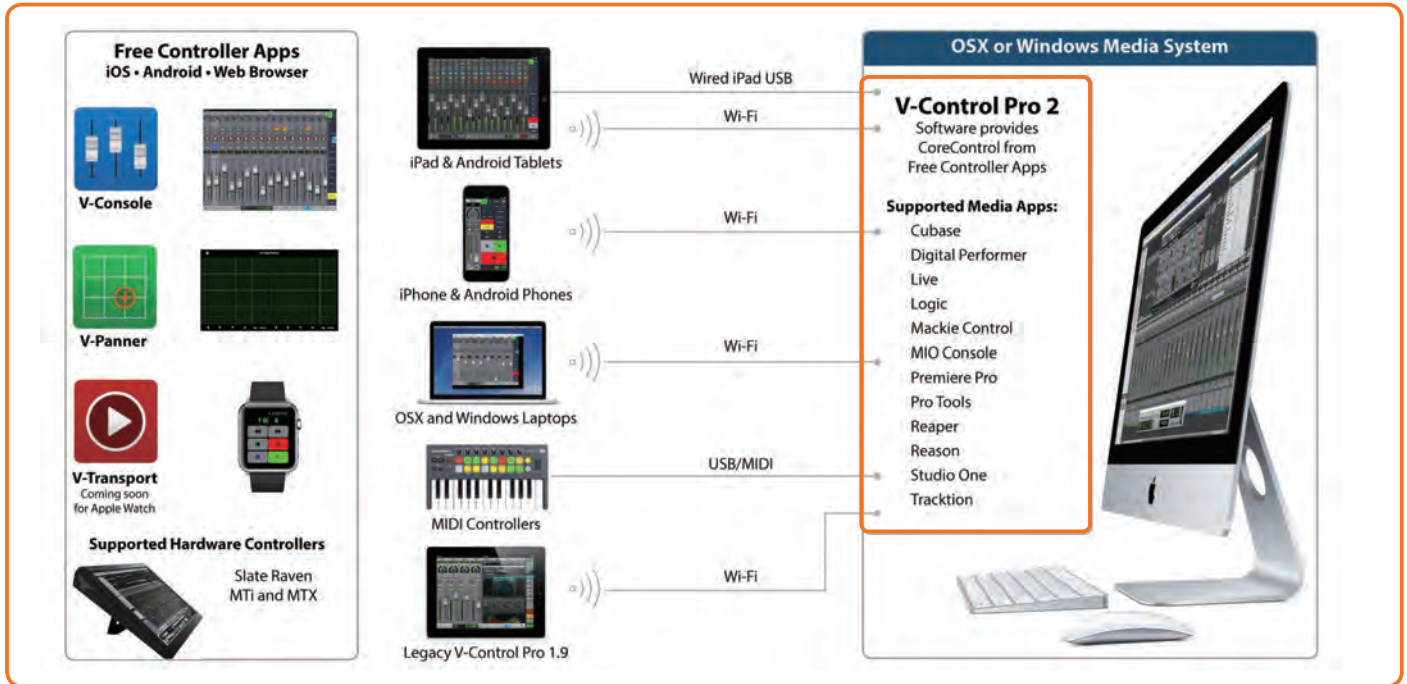 Free Controller Apps
iOS • Android • Web Browser
V-Console
V-Panner
V-Transport
Coming soon
for Apple Watch
Supported Hardware Controllers
Slate Raven
MTi and MTX
iPad & Android Tablets
iPhone & Android Phones
OSX and Windows Laptops
MIDI Controllers
Legacy V-Control Pro 1.9
Wired iPad USB
Wi-Fi
Wi-Fi
Wi-Fi
USB/MIDI
Wi-Fi
OSX or Windows Media System
V-Control Pro 2
Software provides
CoreControl from
Free Controller Apps
Supported Media Apps:
Cubase
Digital Performer
Live
Logic
Mackie Control
MIO Console
Premiere Pro
Pro Tools
Reaper
Reason
Studio One
Tracktion